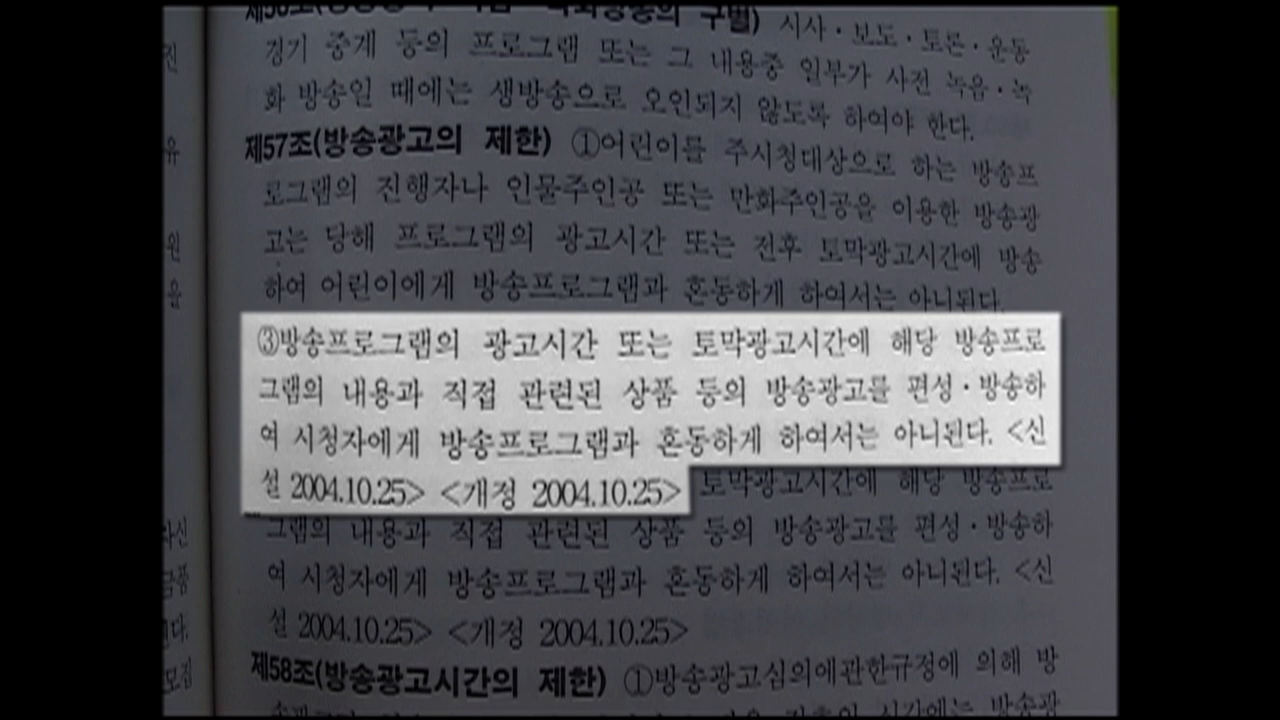 구별) 시사·보도·토론·운동
경기 중계 등의 프로그램 또는 그 내용중 일부가 사전 녹음·녹
화 방송일 때에는 생방송으로 오인되지 않도록 하여야 한다.
제57조(방송광고의 제한) ①어린이를 주시청대상으로 하는 방송프
로그램의 진행자나 인물주인공 또는 만화주인공을 이용한 방송광
고는 당해 프로그램의 광고시간 또는 전후 토막광고시간에 방송
하여 어린이에게 방송프로그램과 혼동하게 하여서는 아니된다.
③방송프로그램의 광고시간 또는 토막광고시간에 해당 방송프로
그램의 내용과 직접 관련된 상품 등의 방송광고를 편성·방송하
여 시청자에게 방송프로그램과 혼동하게 하여서는 아니된다. <신
설 2004.10.25> <개정 2004.10.25>
토막광고시간에 해당 방송프로
그램의 내용과 직접 관련된 상품 등의 방송광고를 편성·방송하
여 시청자에게 방송프로그램과 혼동하게 하여서는 아니된다. <신
설 2004.10.25> <개정 2004.10.25>
제58조(방송광고시간의 제한) ①방송광고심의에관한규정에 의해 방
시간에는 방송광